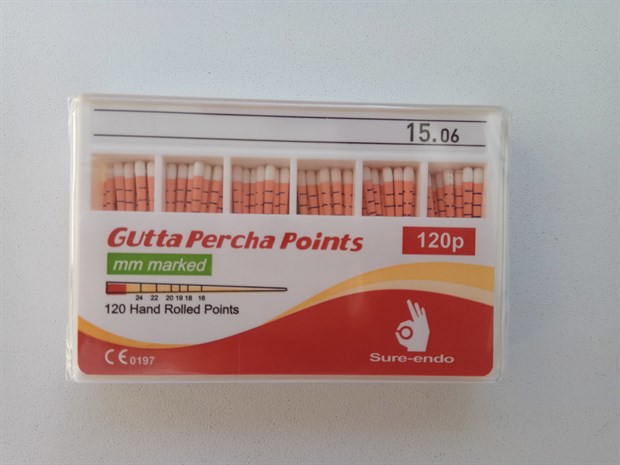 15.06
Gutta Percha Points
120p
mm marked
24 22 20 19 18 16
120 Hand Rolled Points
CE 0197
Sure-endo